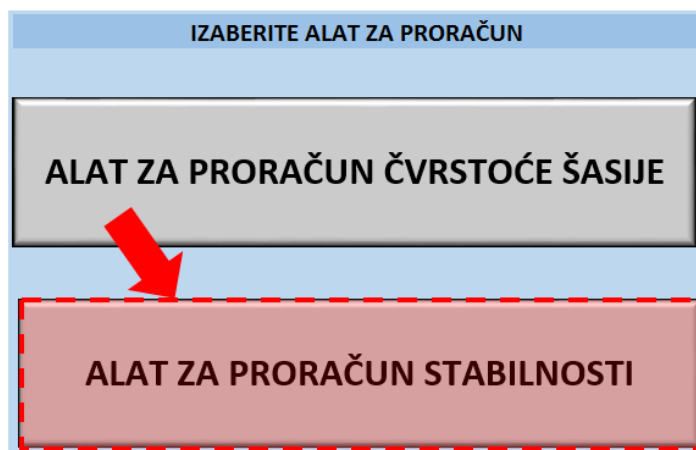 IZABERITE ALAT ZA PRORAČUN
ALAT ZA PRORAČUN ČVRSTOĆE ŠASIJE
ALAT ZA PRORAČUN STABILNOSTI